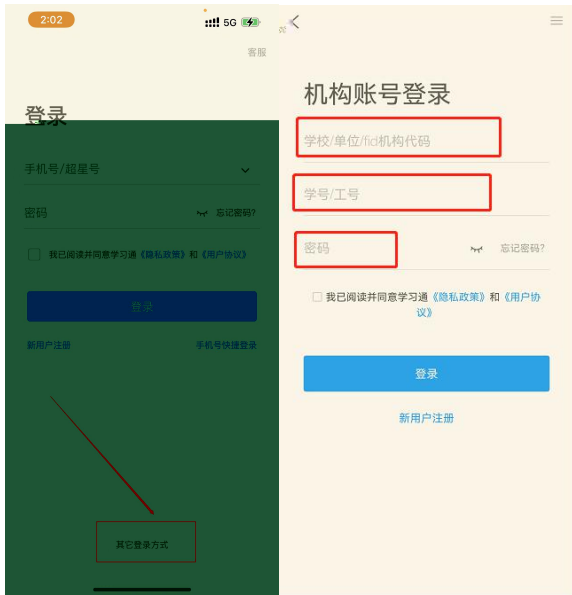 2:02
5G
客服
登录
手机号/超星号
密码
忘记密码?
我已阅读并同意学习通《隐私政策》和《用户协议》
登录
新用户注册
手机号快捷登录
其它登录方式
机构账号登录
学校/单位/fid机构代码
学号/工号
密码
忘记密码?
我已阅读并同意学习通《隐私政策》和《用户协
议》
登录
新用户注册